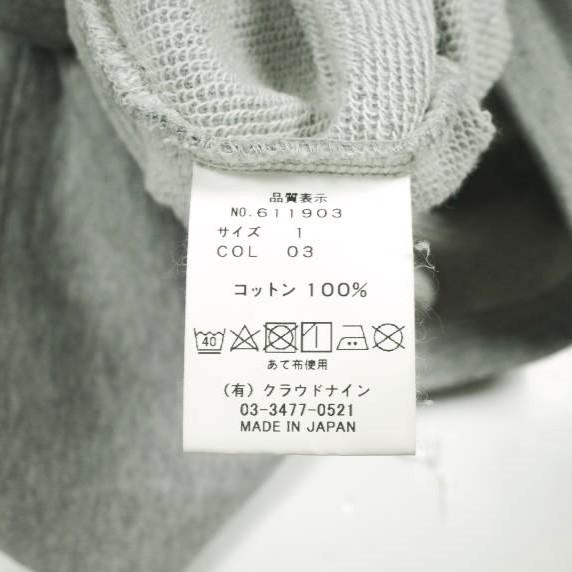 品質表示
NO.611903
サイズ 1
COL 03
コットン 100%
40
あて布使用
(有)クラウドナイン
03-3477-0521
MADE IN JAPAN